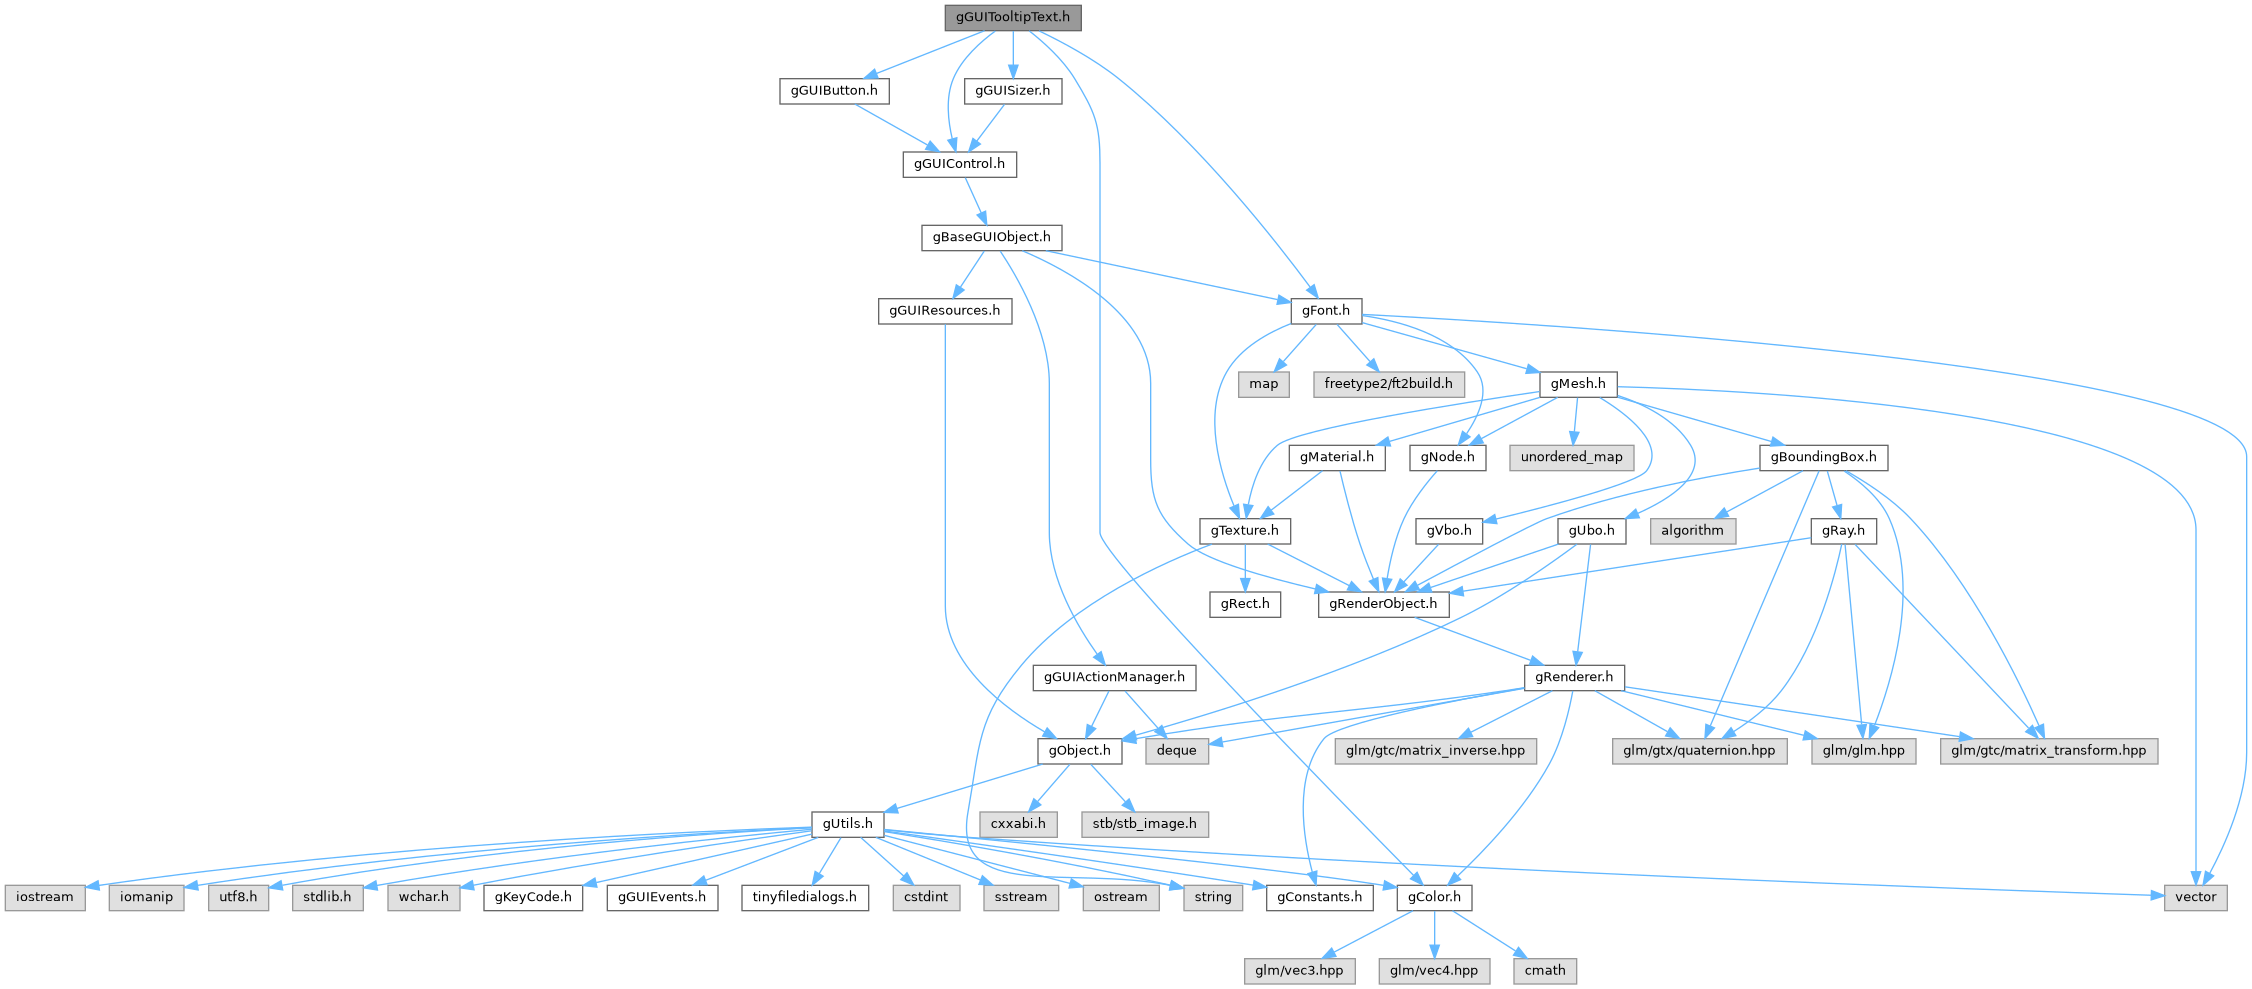 gGUITooltipText.h
gGUIButton.h
gGUISizer.h
gGUIControl.h
gBaseGUIObject.h
gGUIResources.h
gFont.h
map
freetype2/ft2build.h
gMesh.h
gMaterial.h
gNode.h
unordered_map
gBoundingBox.h
gTexture.h
gVbo.h
gUbo.h
algorithm
gRay.h
gRect.h
gRenderObject.h
gGUIActionManager.h
gRenderer.h
gObject.h
deque
glm/gtc/matrix_inverse.hpp
glm/gtx/quaternion.hpp
glm/glm.hpp
glm/gtc/matrix_transform.hpp
gUtils.h
cxxabi.h
stb/stb_image.h
iostream
iomanip
utf8.h
stdlib.h
wchar.h
gKeyCode.h
gGUIEvents.h
tinyfiledialogs.h
cstdint
sstream
ostream
string
gConstants.h
gColor.h
vector
glm/vec3.hpp
glm/vec4.hpp
cmath